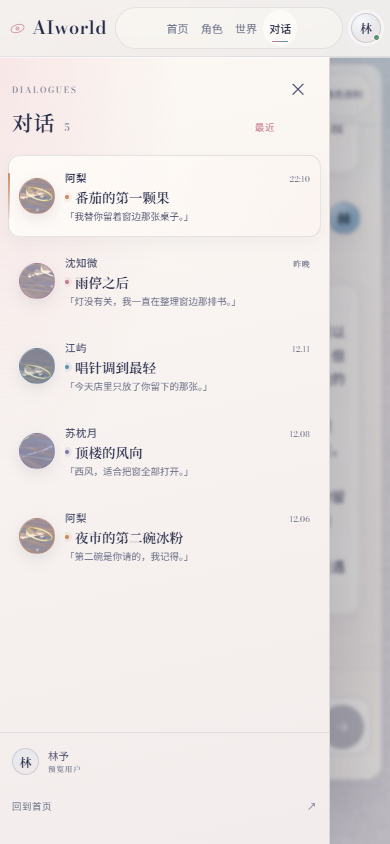 AIworld
首页 角色 世界 对话
林
DIALOGUES
对话 5
最近
阿梨 22:10
番茄的第一颗果
「我替你留着窗边那张桌子。」
沈知微 昨晚
雨停之后
「灯没有关，我一直在整理窗边那排书。」
江屿 12.11
唱针调到最轻
「今天店里只放了你留下的那张。」
苏枕月 12.08
顶楼的风向
「西风，适合把窗全部打开。」
阿梨 12.06
夜市的第二碗冰粉
「第二碗是你请的，我记得。」
林 林予
预览用户
回到首页 ↗